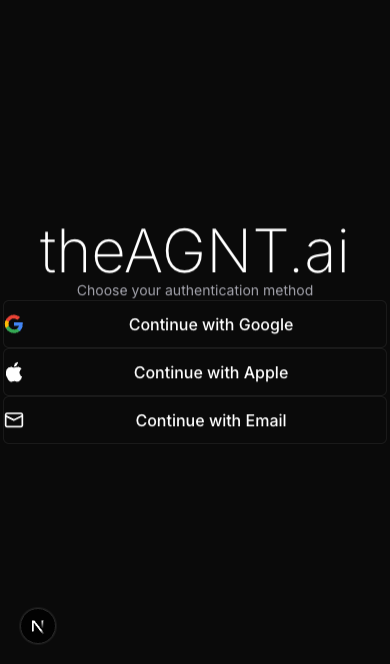 theAGNT.ai
Choose your authentication method
Continue with Google
Continue with Apple
Continue with Email
N